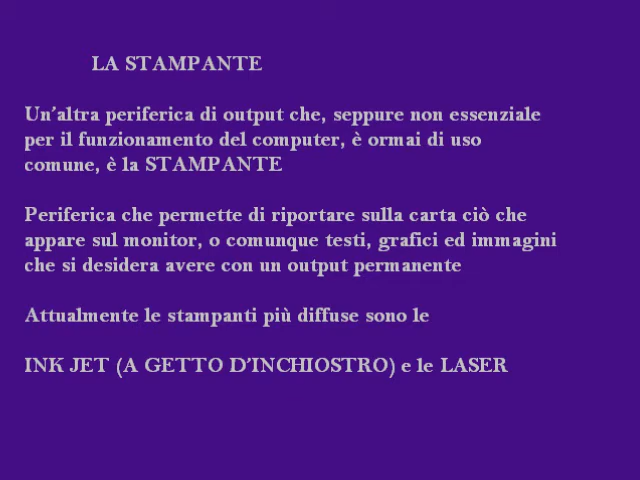 LA STAMPANTE
Un'altra periferica di output che, seppure non essenziale
per il funzionamento del computer, è ormai di uso
comune, è la STAMPANTE
Periferica che permette di riportare sulla carta ciò che
appare sul monitor, o comunque testi, grafici ed immagini
che si desidera avere con un output permanente
Attualmente le stampanti più diffuse sono le
INK JET (A GETTO D'INCHIOSTRO) e le LASER